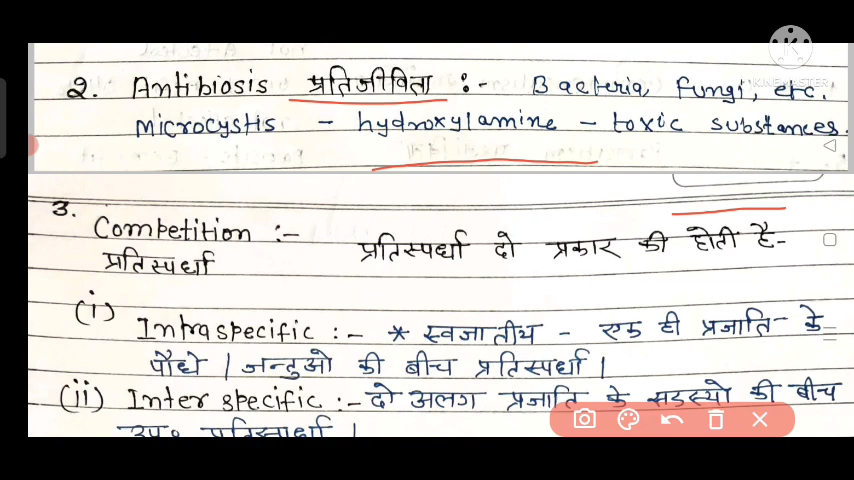 KINEMASTER
2. Antibiosis प्रतिजीविता :- Bacteria, fungi, etc.
Microcystis - hydroxylamine - toxic substances.
3.
Competition :- प्रतिस्पर्धा दो प्रकार की होती है-
प्रतिस्पर्धा
(i)
Intraspecific :- * स्वजातीय - एक ही प्रजाति के
पौधे / जन्तुओ की बीच प्रतिस्पर्धा।
(ii) Inter specific :- दो अलग प्रजाति के सदस्यो की बीच